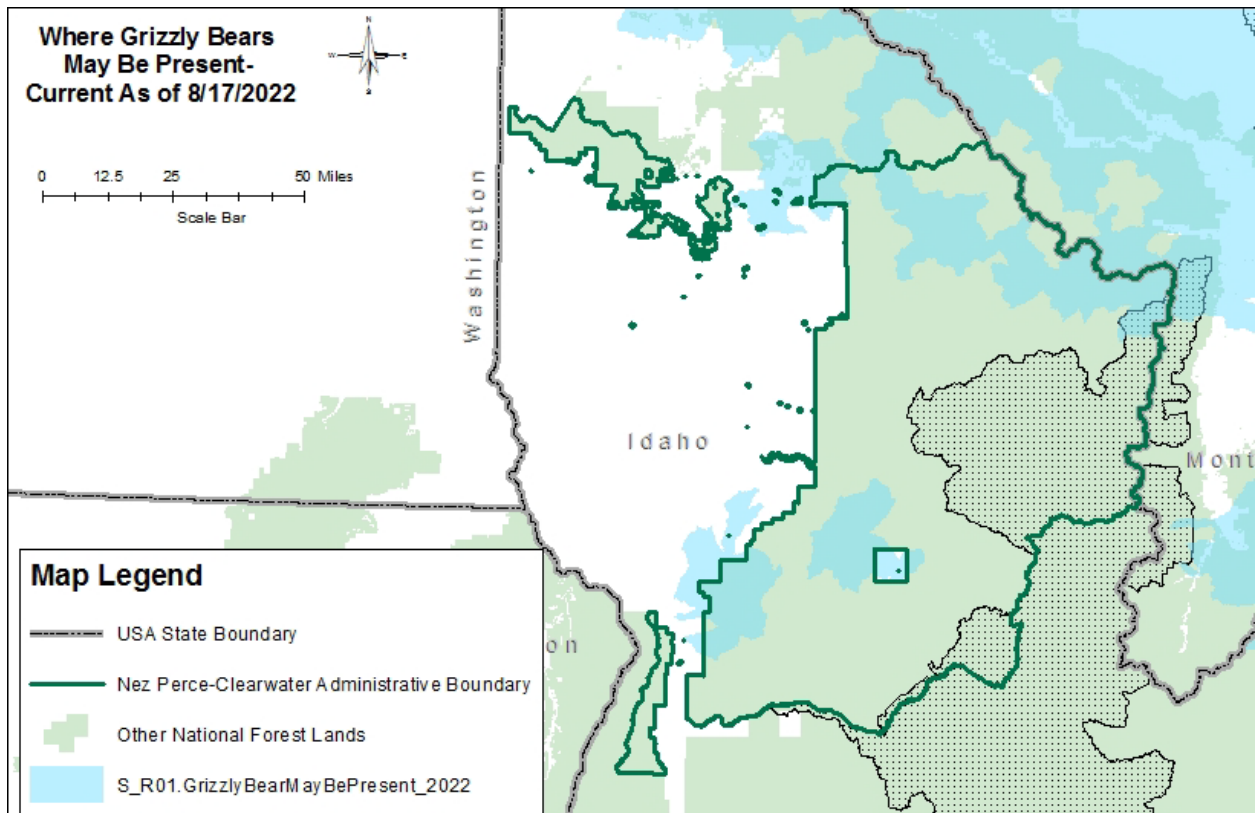 Where Grizzly Bears
May Be Present-
Current As of 8/17/2022
N
W
E
S
0 12.5 25 50 Miles
Scale Bar
Washington
Idaho
Mont
on
Map Legend
USA State Boundary
Nez Perce-Clearwater Administrative Boundary
Other National Forest Lands
S_R01.GrizzlyBearMayBePresent_2022